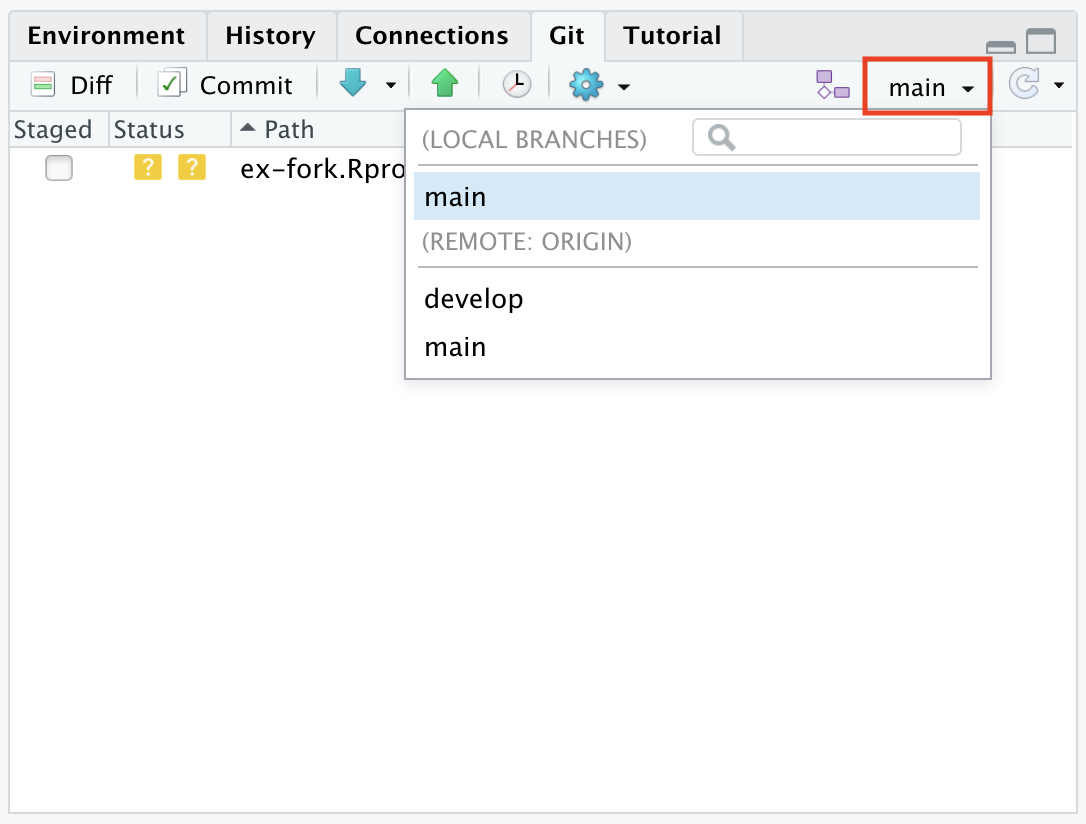 Environment History Connections Git Tutorial
Diff Commit main
Staged Status Path
? ? ex-fork.Rpro
(LOCAL BRANCHES)
main
(REMOTE: ORIGIN)
develop
main